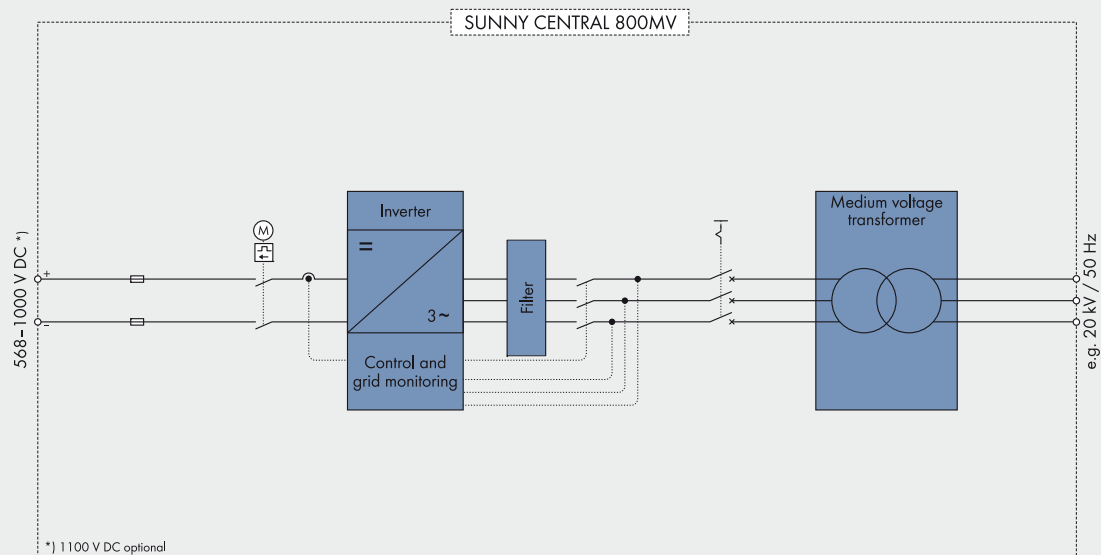 SUNNY CENTRAL 800MV
568–1000 V DC *)
+
–
M
Inverter
=
3~
Control and
grid monitoring
Filter
Medium voltage
transformer
e.g. 20 kV / 50 Hz
*) 1100 V DC optional